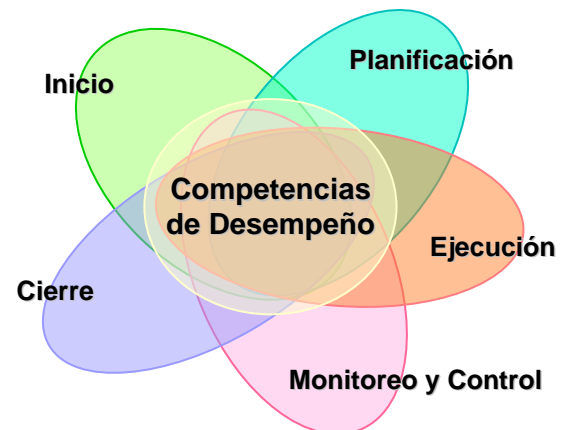 Planificación
Inicio
Competencias
de Desempeño
Ejecución
Cierre
Monitoreo y Control